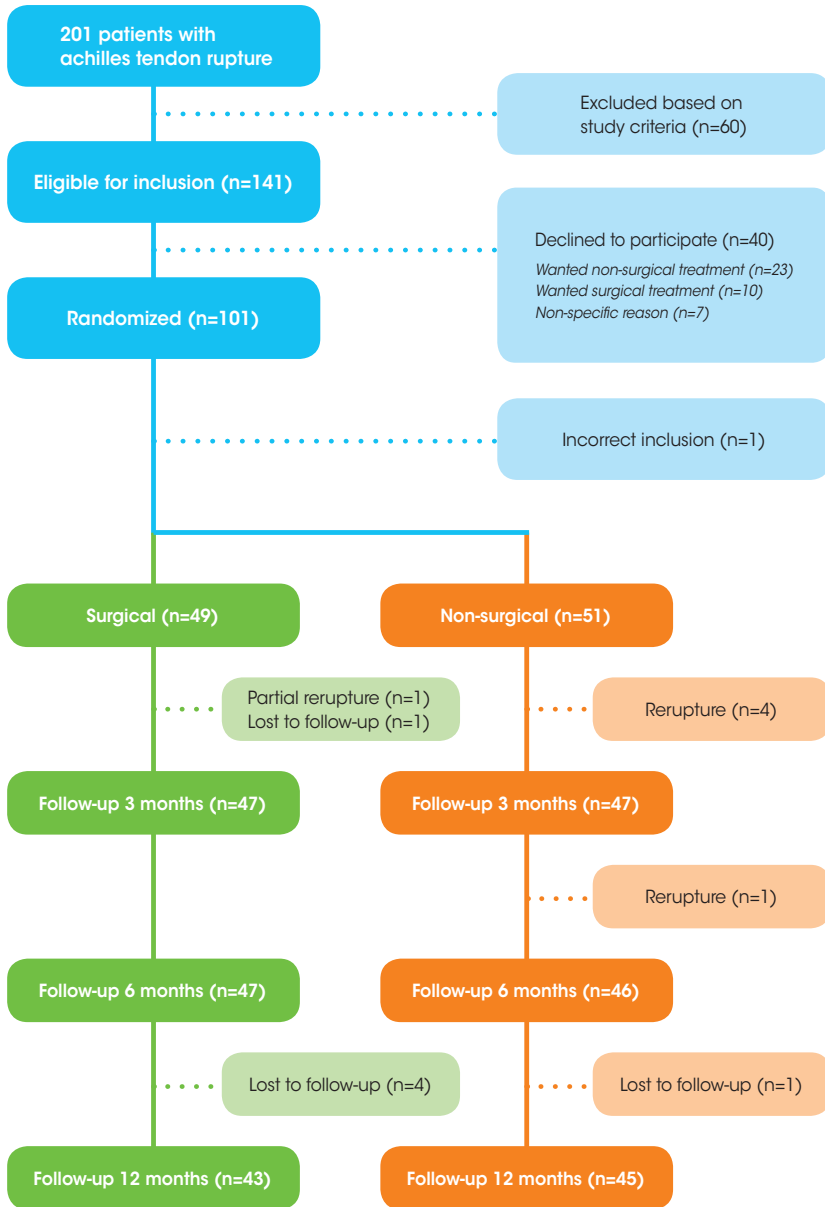 201 patients with
achilles tendon rupture
Excluded based on
study criteria (n=60)
Eligible for inclusion (n=141)
Declined to participate (n=40)
Wanted non-surgical treatment (n=23)
Wanted surgical treatment (n=10)
Non-specific reason (n=7)
Randomized (n=101)
Incorrect inclusion (n=1)
Surgical (n=49)
Non-surgical (n=51)
Partial rerupture (n=1)
Lost to follow-up (n=1)
Rerupture (n=4)
Follow-up 3 months (n=47)
Follow-up 3 months (n=47)
Rerupture (n=1)
Follow-up 6 months (n=47)
Follow-up 6 months (n=46)
Lost to follow-up (n=4)
Lost to follow-up (n=1)
Follow-up 12 months (n=43)
Follow-up 12 months (n=45)